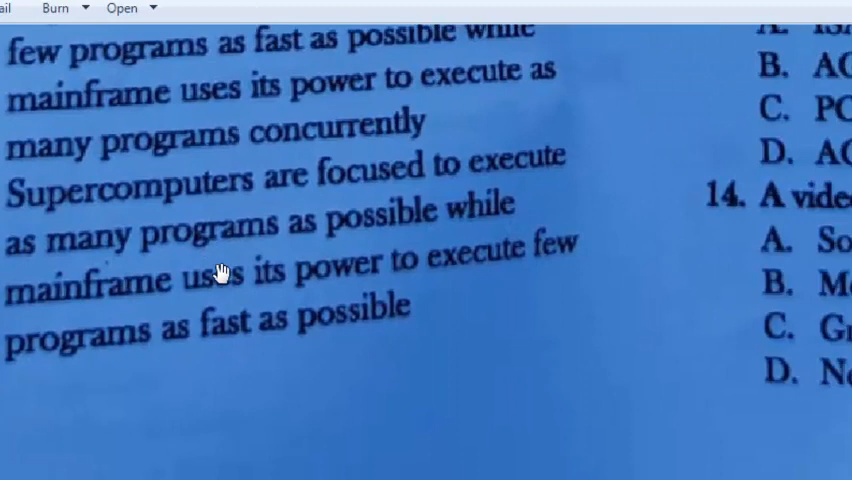 Burn Open
few programs as fast as possible while
mainframe uses its power to execute as
many programs concurrently
Supercomputers are focused to execute
as many programs as possible while
mainframe uses its power to execute few
programs as fast as possible
B.
C.
D.
14. A
A. So
B.
C.
D.